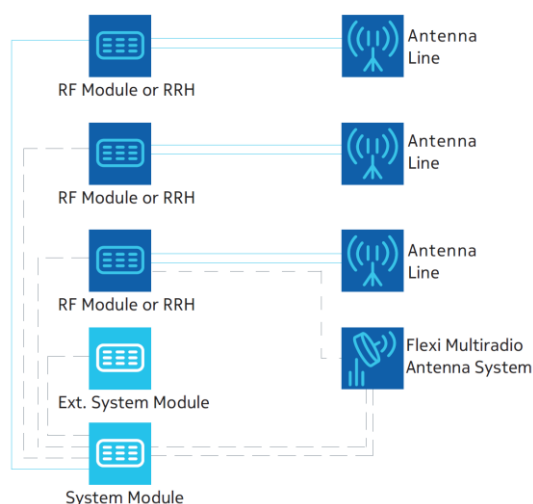 Antenna
Line
RF Module or RRH
Antenna
Line
RF Module or RRH
Antenna
Line
RF Module or RRH
Flexi Multiradio
Antenna System
Ext. System Module
System Module